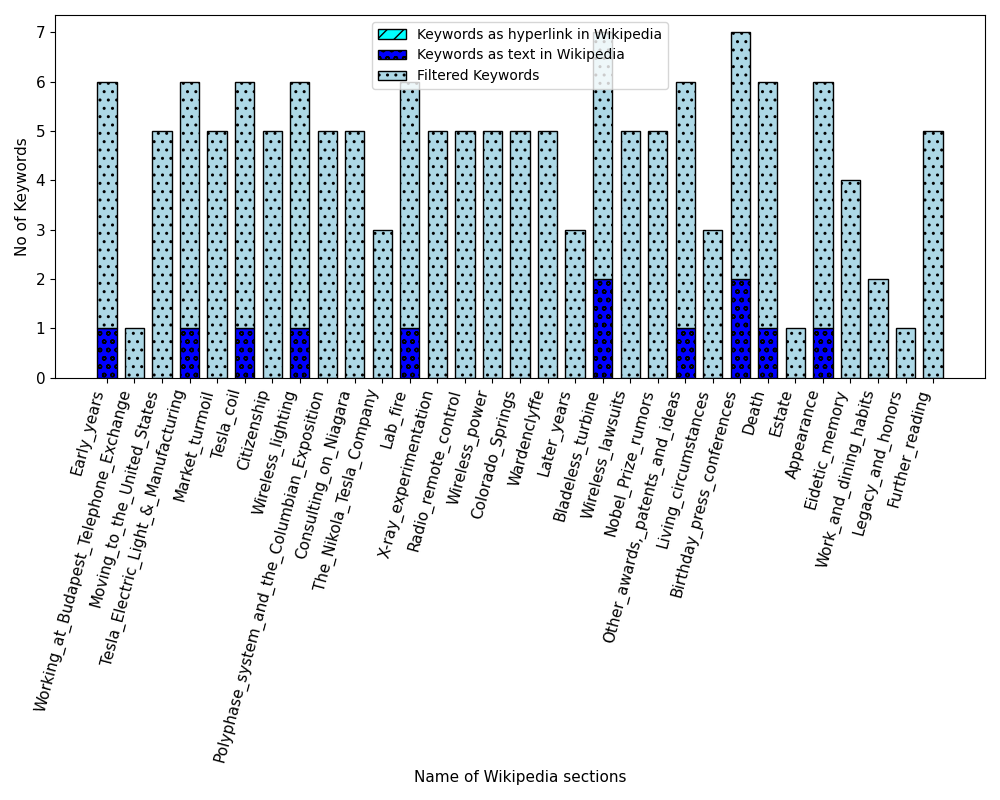 Keywords as hyperlink in Wikipedia
Keywords as text in Wikipedia
Filtered Keywords
No of Keywords
7
6
5
4
3
2
1
0
Early_years
Working_at_Budapest_Telephone_Exchange
Moving_to_the_United_States
Tesla_Electric_Light_&_Manufacturing
Market_turmoil
Tesla_coil
Citizenship
Wireless_lighting
Polyphase_system_and_the_Columbian_Exposition
Consulting_on_Niagara
The_Nikola_Tesla_Company
Lab_fire
X-ray_experimentation
Radio_remote_control
Wireless_power
Colorado_Springs
Wardenclyffe
Later_years
Bladeless_turbine
Wireless_lawsuits
Nobel_Prize_rumors
Other_awards,_patents_and_ideas
Living_circumstances
Birthday_press_conferences
Death
Estate
Appearance
Eidetic_memory
Work_and_dining_habits
Legacy_and_honors
Further_reading
Name of Wikipedia sections